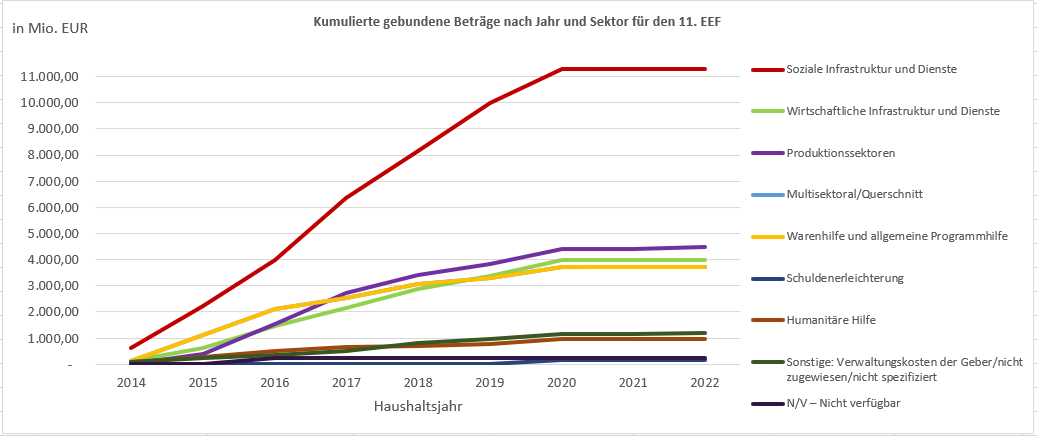 Kumulierte gebundene Beträge nach Jahr und Sektor für den 11. EEF
in Mio. EUR
11.000,00
10.000,00
9.000,00
8.000,00
7.000,00
6.000,00
5.000,00
4.000,00
3.000,00
2.000,00
1.000,00
-
2014 2015 2016 2017 2018 2019 2020 2021 2022
Haushaltsjahr
Soziale Infrastruktur und Dienste
Wirtschaftliche Infrastruktur und Dienste
Produktionssektoren
Multisektoral/Querschnitt
Warenhilfe und allgemeine Programmhilfe
Schuldenerleichterung
Humanitäre Hilfe
Sonstige: Verwaltungskosten der Geber/nicht
zugewiesen/nicht spezifiziert
N/V – Nicht verfügbar